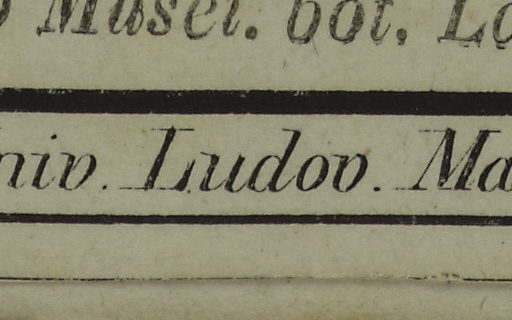 Musei. bot. 
niv. Ludov. Ma